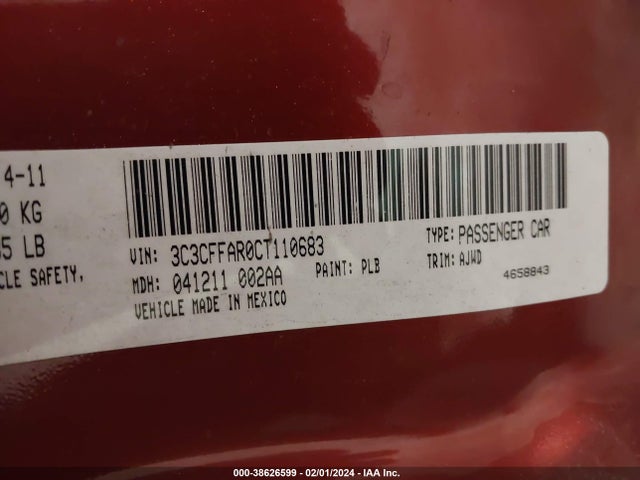 4-11
0 KG
5 LB
CLE SAFETY,
VIN: 3C3CFFAR0CT110683
TYPE: PASSENGER CAR
MDH: 041211 002AA
PAINT: PLB
TRIM: AJWD
VEHICLE MADE IN MEXICO
4658843
000-38626599 - 02/01/2024 - IAA Inc.